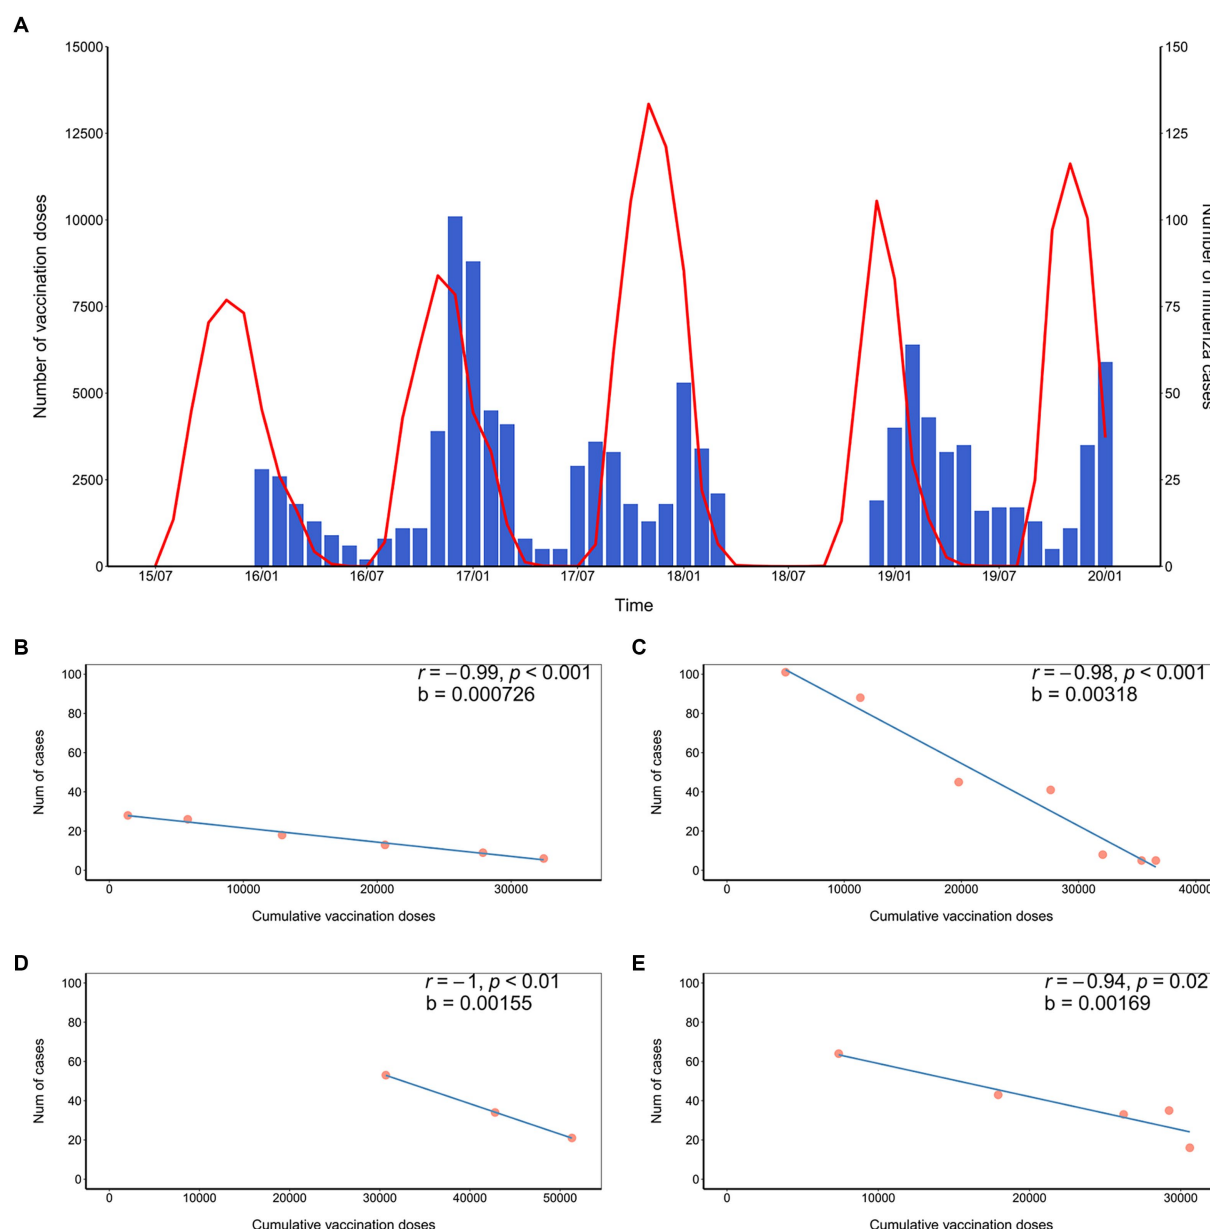 A
15000
12500
10000
7500
5000
2500
0
Number of vaccination doses
150
125
100
75
50
25
0
Number of influenza cases
15/07
16/01
16/07
17/01
17/07
18/01
18/07
19/01
19/07
20/01
Time
B
r = −0.99, p < 0.001
b = 0.000726
100
80
60
40
20
0
Num of cases
0
10000
20000
30000
Cumulative vaccination doses
C
r = −0.98, p < 0.001
b = 0.00318
100
80
60
40
20
0
Num of cases
0
10000
20000
30000
40000
Cumulative vaccination doses
D
r = −1, p < 0.01
b = 0.00155
100
80
60
40
20
0
Num of cases
0
10000
20000
30000
40000
50000
Cumulative vaccination doses
E
r = −0.94, p = 0.02
b = 0.00169
100
80
60
40
20
0
Num of cases
0
10000
20000
30000
Cumulative vaccination doses